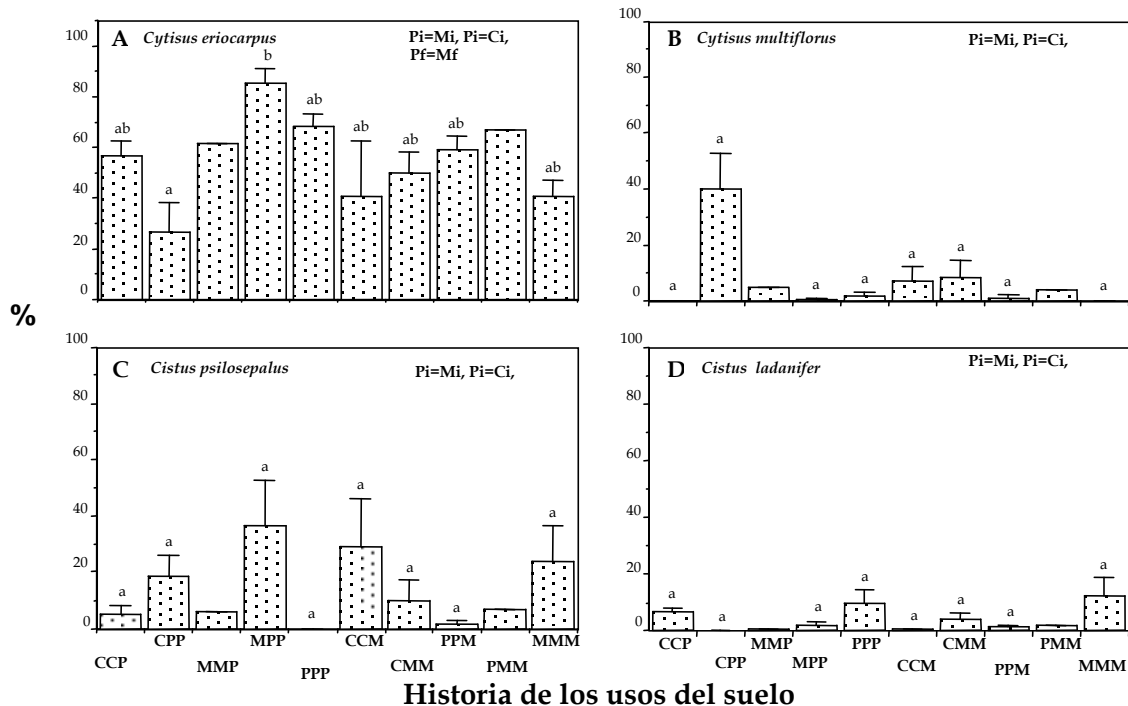 A Cytisus eriocarpus Pi=Mi, Pi=Ci,
Pf=Mf
100
80
60
40
20
0
ab
a
b
ab
ab
ab
ab
ab
B Cytisus multiflorus Pi=Mi, Pi=Ci,
100
80
60
40
20
0
a
a
a
a
a
a
a
a
%
C Cistus psilosepalus Pi=Mi, Pi=Ci,
100
80
60
40
20
0
a
a
a
a
a
a
a
a
CPP MPP CCM PPM MMM
CCP MMP PPP CMM PMM
D Cistus ladanifer Pi=Mi, Pi=Ci,
100
80
60
40
20
0
a
a
a
a
a
a
a
a
CCP MMP PPP CMM PMM
CPP MPP CCM PPM MMM
Historia de los usos del suelo